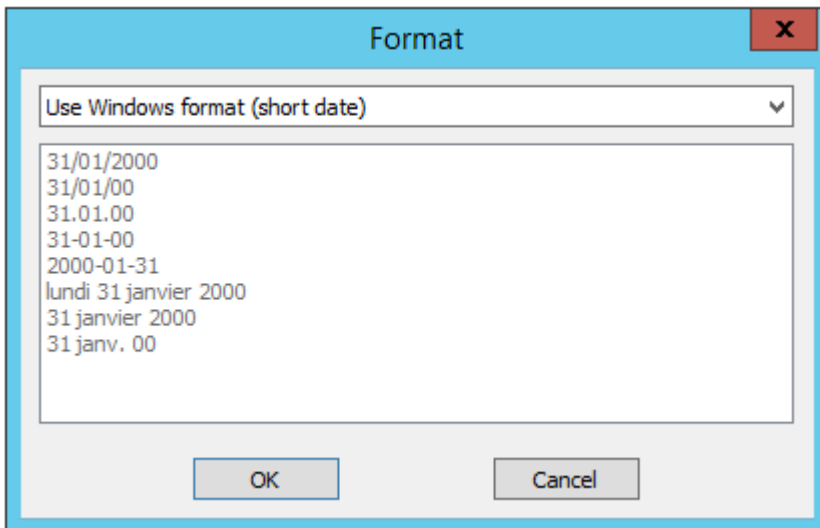 Format
x
Use Windows format (short date)
31/01/2000
31/01/00
31.01.00
31-01-00
2000-01-31
lundi 31 janvier 2000
31 janvier 2000
31 janv. 00
OK
Cancel